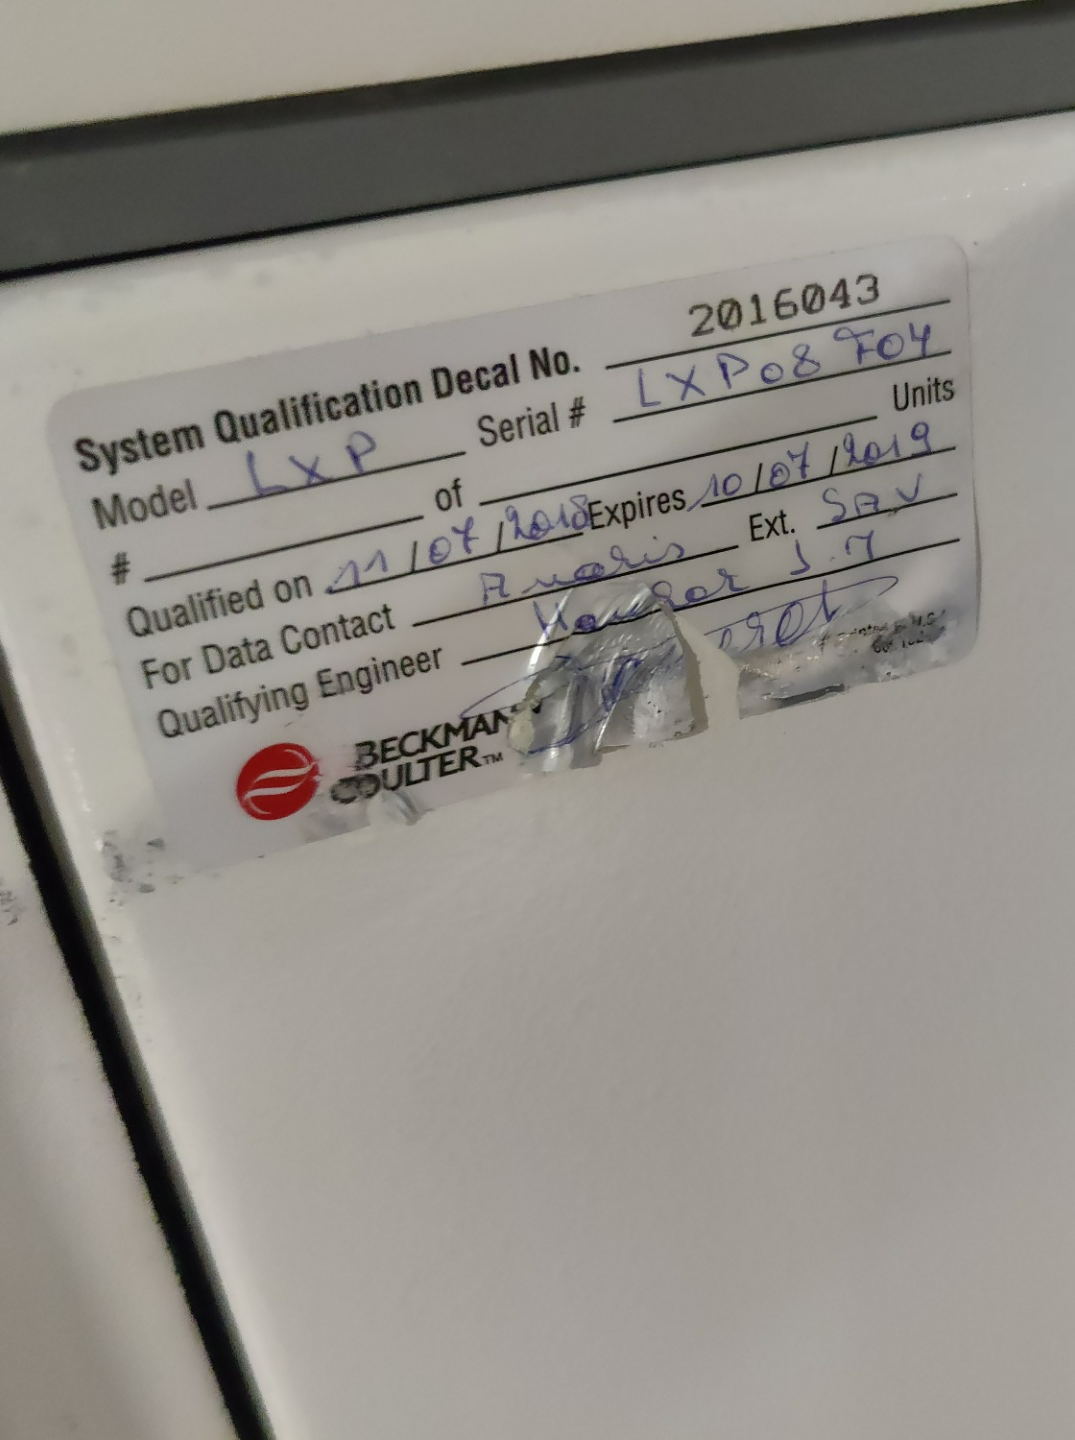 System Qualification Decal No. 2016043
Model LXP Serial # LXP08F04
# of Units
Qualified on 11/07/2018 Expires 10/07/2019
For Data Contact Ext. SAV
Qualifying Engineer J.M
BECKMAN
COULTER™